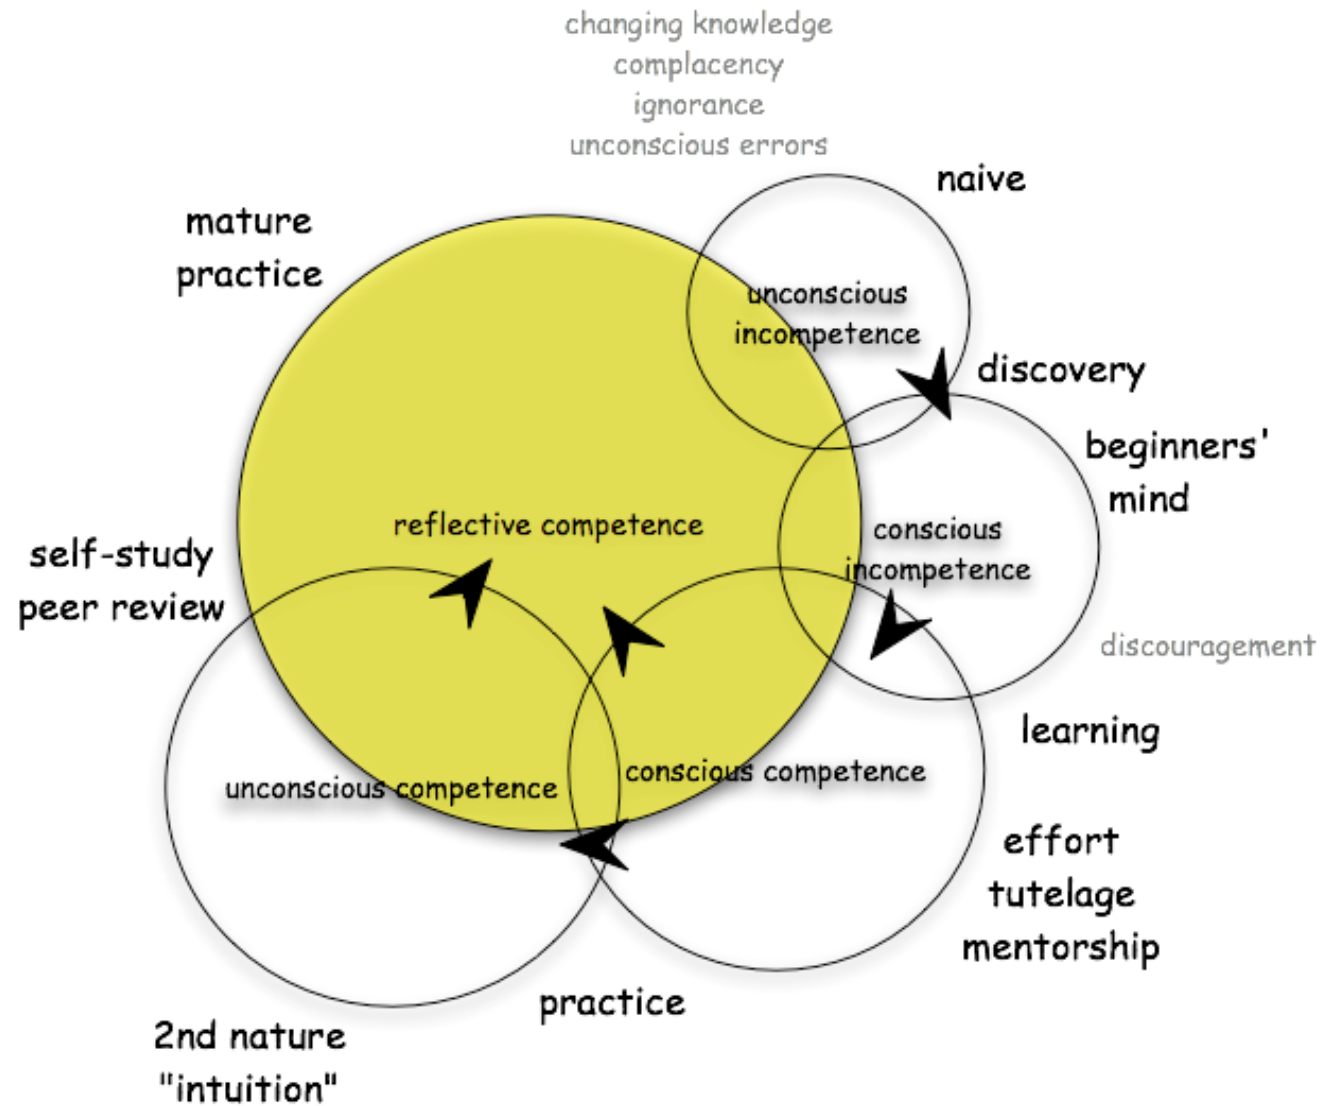 changing knowledge
complacency
ignorance
unconscious errors
naive
mature
practice
unconscious
incompetence
discovery
beginners'
mind
reflective competence
conscious
incompetence
self-study
peer review
discouragement
learning
unconscious competence
conscious competence
effort
tutelage
mentorship
practice
2nd nature
"intuition"